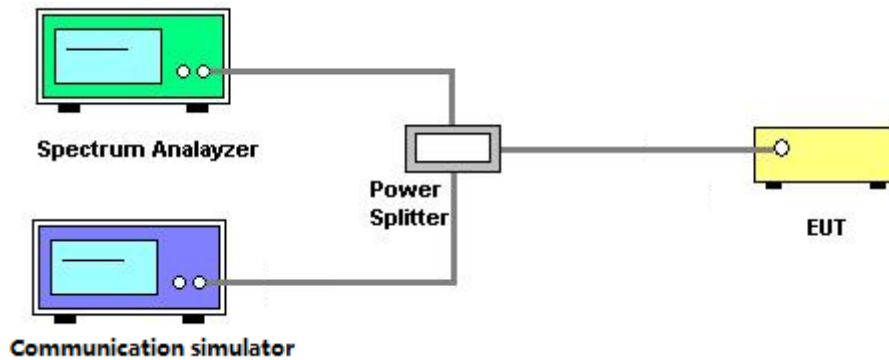 Spectrum Analayzer
Power
Splitter
EUT
Communication simulator